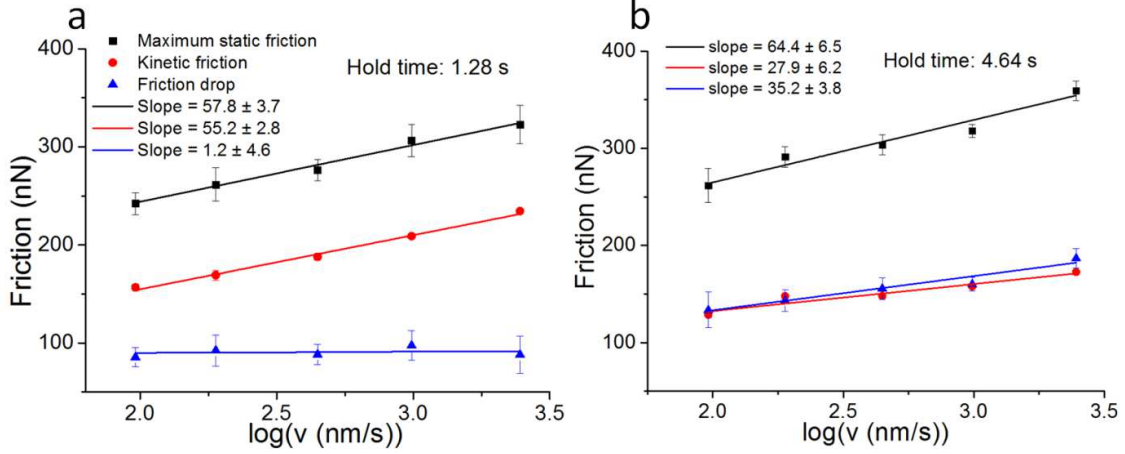 a
Maximum static friction
Kinetic friction
Friction drop
Slope = 57.8 ± 3.7
Slope = 55.2 ± 2.8
Slope = 1.2 ± 4.6
Hold time: 1.28 s
400
300
200
100
Friction (nN)
2.0 2.5 3.0 3.5
log(v (nm/s))
b
slope = 64.4 ± 6.5
slope = 27.9 ± 6.2
slope = 35.2 ± 3.8
Hold time: 4.64 s
400
300
200
100
Friction (nN)
2.0 2.5 3.0 3.5
log(v (nm/s))